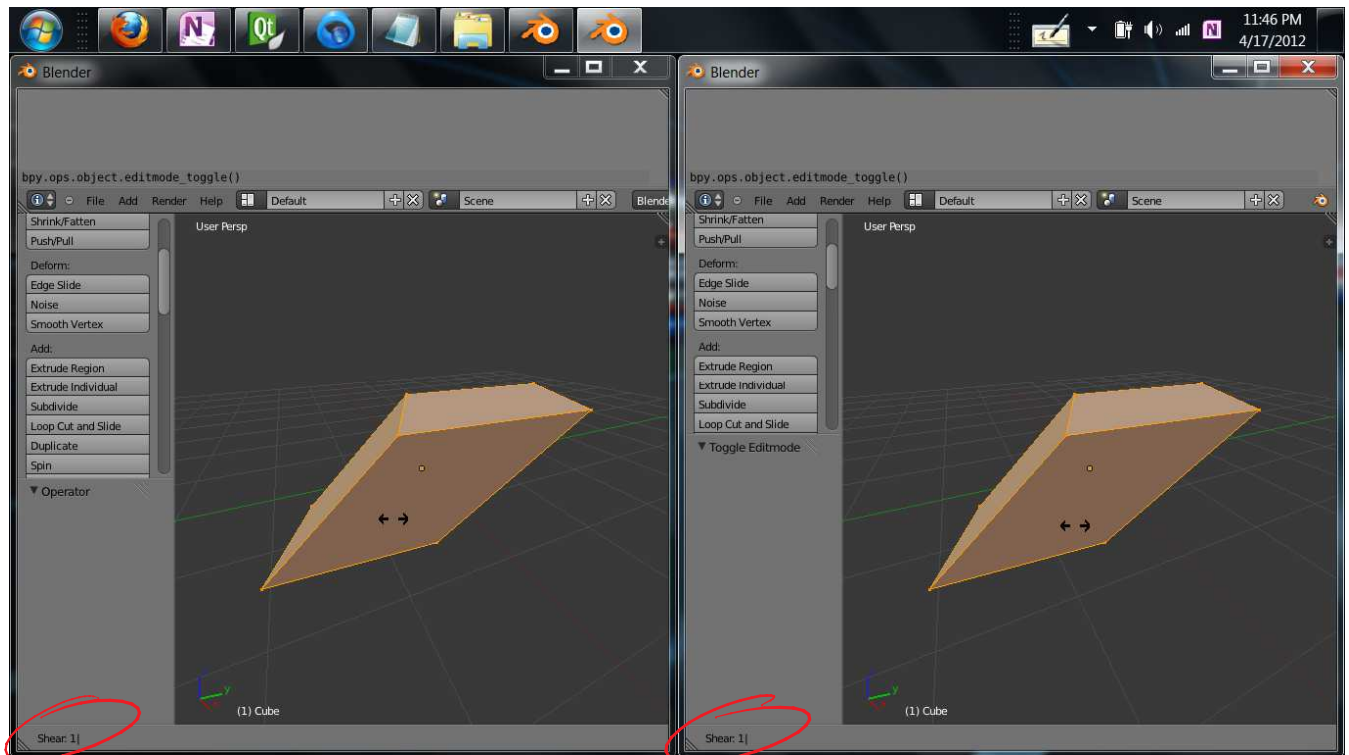 N
Qt
N
11:46 PM
4/17/2012
Blender
X
bpy.ops.object.editmode_toggle()
File Add Render Help Default Scene Blende
Shrink/Fatten
User Persp
Push/Pull
Deform:
Edge Slide
Noise
Smooth Vertex
Add:
Extrude Region
Extrude Individual
Subdivide
Loop Cut and Slide
Duplicate
Spin
Operator
y
(1) Cube
Shear: 1|
Blender
X
bpy.ops.object.editmode_toggle()
File Add Render Help Default Scene
Shrink/Fatten
User Persp
Push/Pull
Deform:
Edge Slide
Noise
Smooth Vertex
Add:
Extrude Region
Extrude Individual
Subdivide
Loop Cut and Slide
Toggle Editmode
y
(1) Cube
Shear: 1|